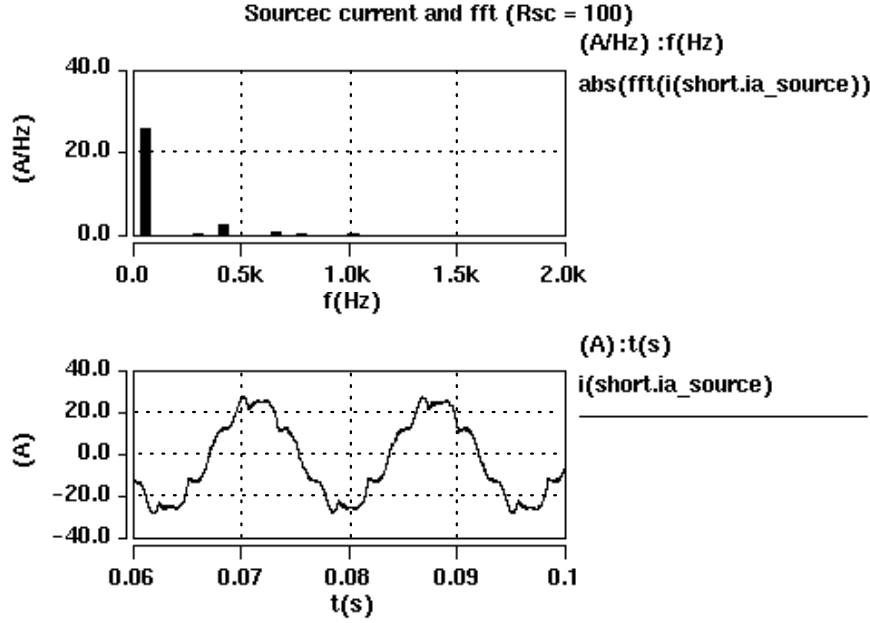 Sourcec current and fft (Rsc = 100)
(A/Hz) :f(Hz)
abs(fft(i(short.ia_source))
(A/Hz)
40.0
20.0
0.0
0.0 0.5k 1.0k 1.5k 2.0k
f(Hz)
(A) :t(s)
i(short.ia_source)
(A)
40.0
20.0
0.0
-20.0
-40.0
0.06 0.07 0.08 0.09 0.1
t(s)